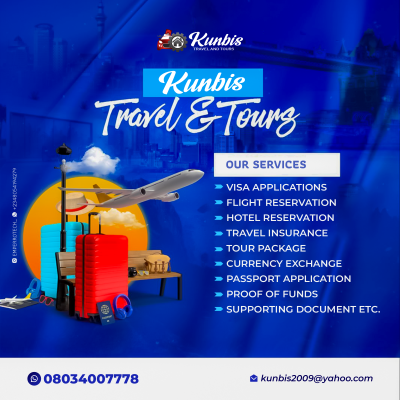 Kunbis
TRAVEL AND TOURS
Kunbis
Travel & Tours
OUR SERVICES
VISA APPLICATIONS
FLIGHT RESERVATION
HOTEL RESERVATION
TRAVEL INSURANCE
TOUR PACKAGE
CURRENCY EXCHANGE
PASSPORT APPLICATION
PROOF OF FUNDS
SUPPORTING DOCUMENT ETC.
08034007778
kunbis2009@yahoo.com